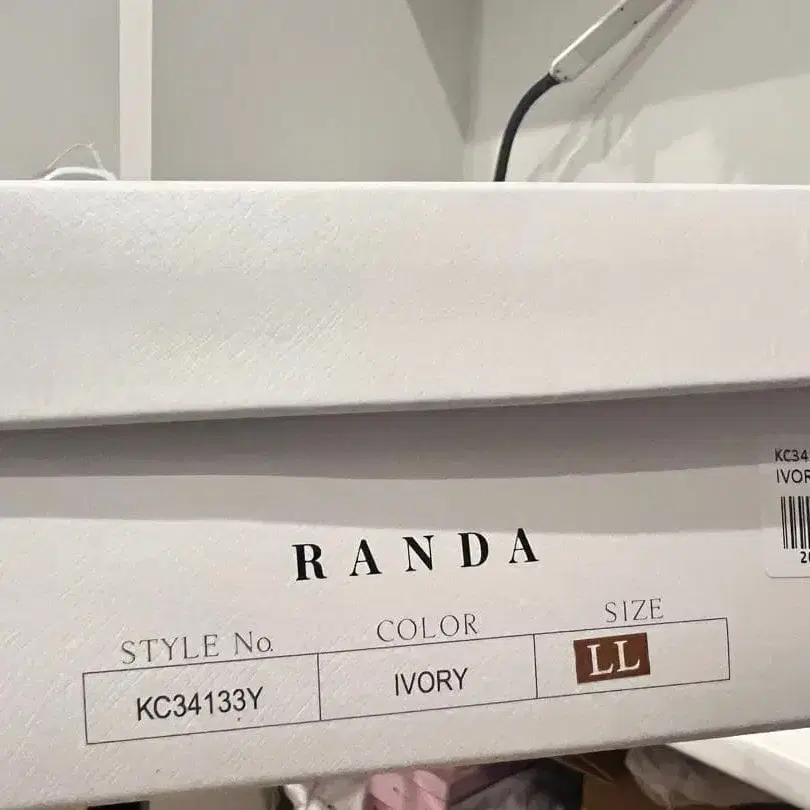 RANDA
STYLE No. COLOR SIZE
KC34133Y IVORY LL